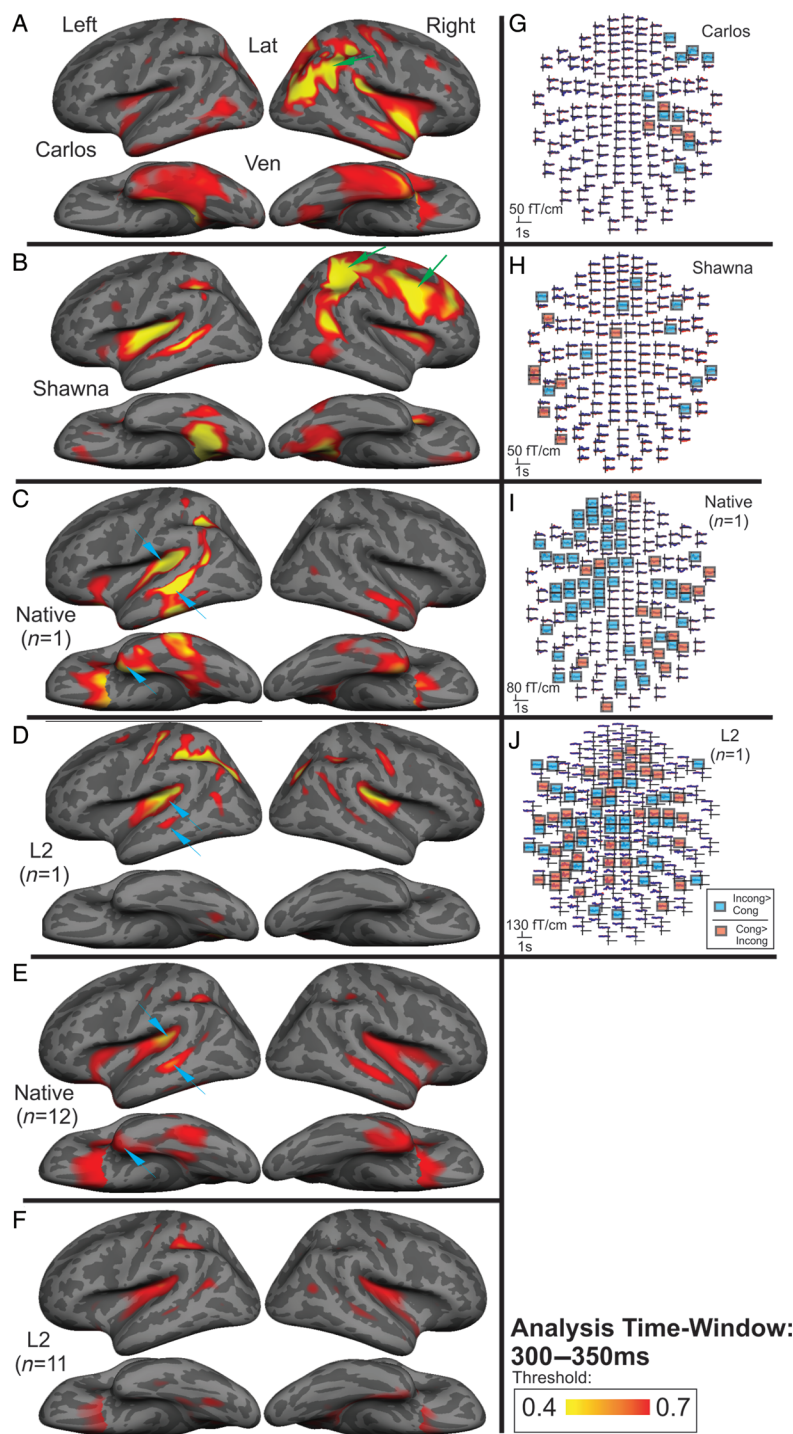 A
Left
Lat
Right
Carlos
Ven
G
Carlos
50 fT/cm
1s
B
Shawna
H
Shawna
50 fT/cm
1s
C
Native
(n=1)
I
Native
(n=1)
80 fT/cm
1s
D
L2
(n=1)
J
L2
(n=1)
130 fT/cm
1s
Incong>
Cong
Cong>
Incong
E
Native
(n=12)
F
L2
(n=11
Analysis Time-Window:
300–350ms
Threshold:
0.4
0.7